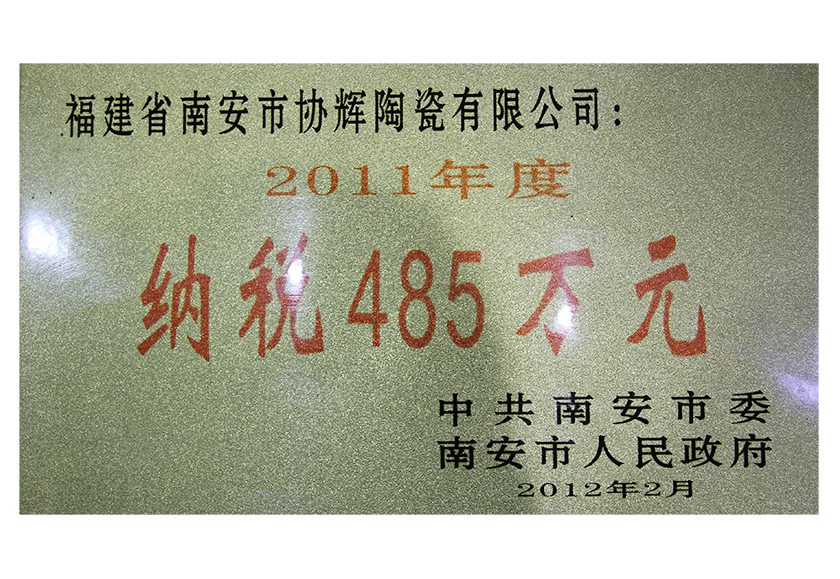 福建省南安市协辉陶瓷有限公司：
2011年度
纳税485万元
中共南安市委
南安市人民政府
2012年2月